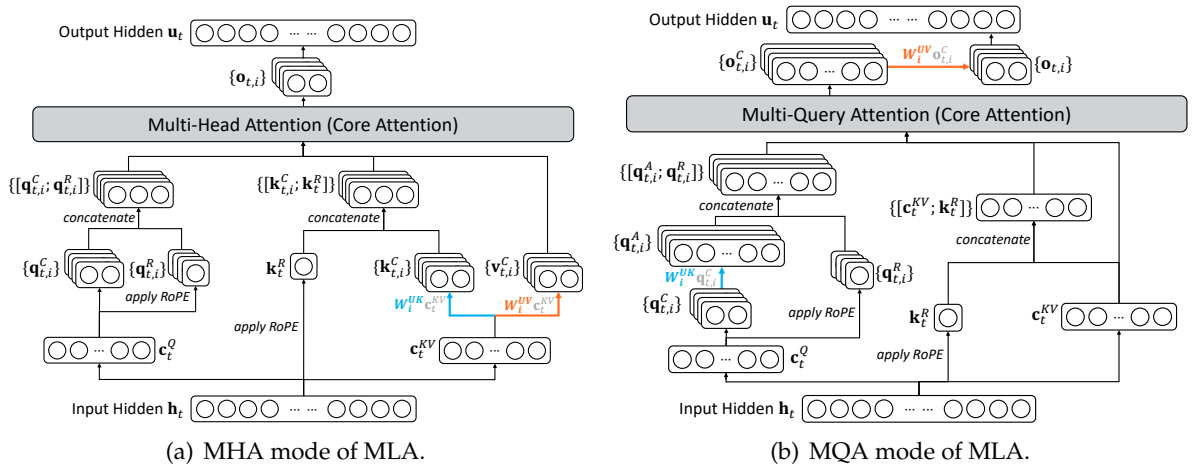 Output Hidden u_t
{o_{t,i}}
Multi-Head Attention (Core Attention)
{[q^C_{t,i}; q^R_{t,i}]}
concatenate
{[k^C_{t,i}; k^R_t]}
concatenate
{q^C_{t,i}}
{q^R_{t,i}}
apply RoPE
k^R_t
apply RoPE
{k^C_{t,i}}
{v^C_{t,i}}
W^{UK}_i c^{KV}_t
W^{UV}_i c^{KV}_t
c^Q_t
c^{KV}_t
Input Hidden h_t
(a) MHA mode of MLA.
Output Hidden u_t
{o^C_{t,i}}
W^{UV}_i o^C_{t,i}
{o_{t,i}}
Multi-Query Attention (Core Attention)
{[q^A_{t,i}; q^R_{t,i}]}
concatenate
{[c^{KV}_t; k^R_t]}
concatenate
{q^A_{t,i}}
W^{UK}_i q^C_{t,i}
{q^R_{t,i}}
{q^C_{t,i}}
apply RoPE
k^R_t
apply RoPE
c^{KV}_t
c^Q_t
Input Hidden h_t
(b) MQA mode of MLA.